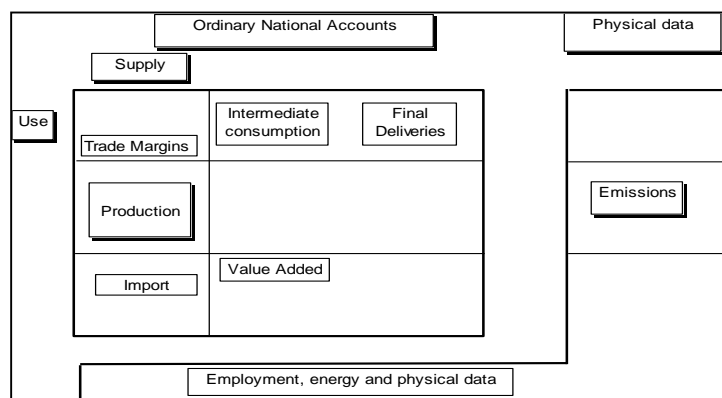 Ordinary National Accounts
Physical data
Supply
Use
Intermediate
consumption
Final
Deliveries
Trade Margins
Production
Emissions
Import
Value Added
Employment, energy and physical data